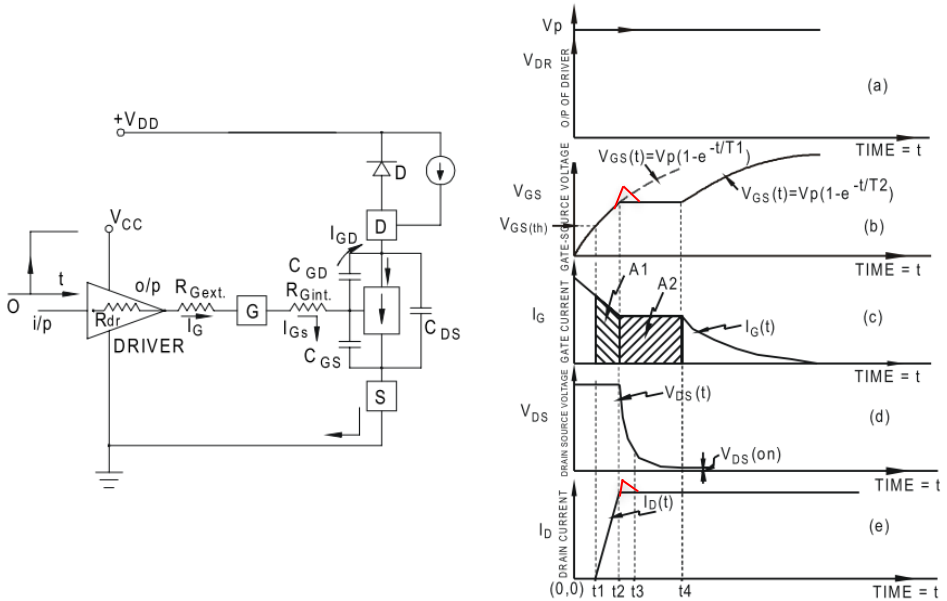 +VDD
D
D
VCC
IGD
CGD
t
o/p
RGext.
RGint.
O
i/p
Rdr
IG
G
IGs
CDS
DRIVER
CGS
S
Vp
VDR
O/P OF DRIVER
(a)
TIME = t
VGS(t)=Vp(1-e-t/T1)
VGS
GATE-SOURCE VOLTAGE
VGS(t)=Vp(1-e-t/T2)
VGS(th)
(b)
TIME = t
A1
A2
IG
GATE CURRENT
IG(t)
(c)
TIME = t
VDS(t)
VDS
DRAIN SOURCE VOLTAGE
(d)
VDS(on)
TIME = t
ID(t)
ID
DRAIN CURRENT
(e)
(0,0) t1 t2 t3 t4 TIME = t